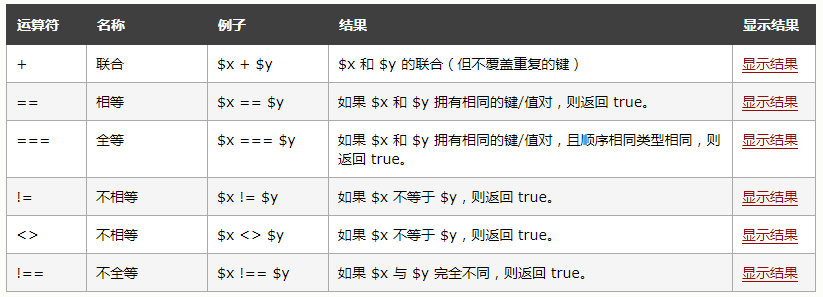 运算符 名称 例子 结果 显示结果
+ 联合 $x + $y $x 和 $y 的联合（但不覆盖重复的键） 显示结果
== 相等 $x == $y 如果 $x 和 $y 拥有相同的键/值对，则返回 true。 显示结果
=== 全等 $x === $y 如果 $x 和 $y 拥有相同的键/值对，且顺序相同类型相同，则 显示结果
返回 true。
!= 不相等 $x != $y 如果 $x 不等于 $y，则返回 true。 显示结果
<> 不相等 $x <> $y 如果 $x 不等于 $y，则返回 true。 显示结果
!== 不全等 $x !== $y 如果 $x 与 $y 完全不同，则返回 true。 显示结果